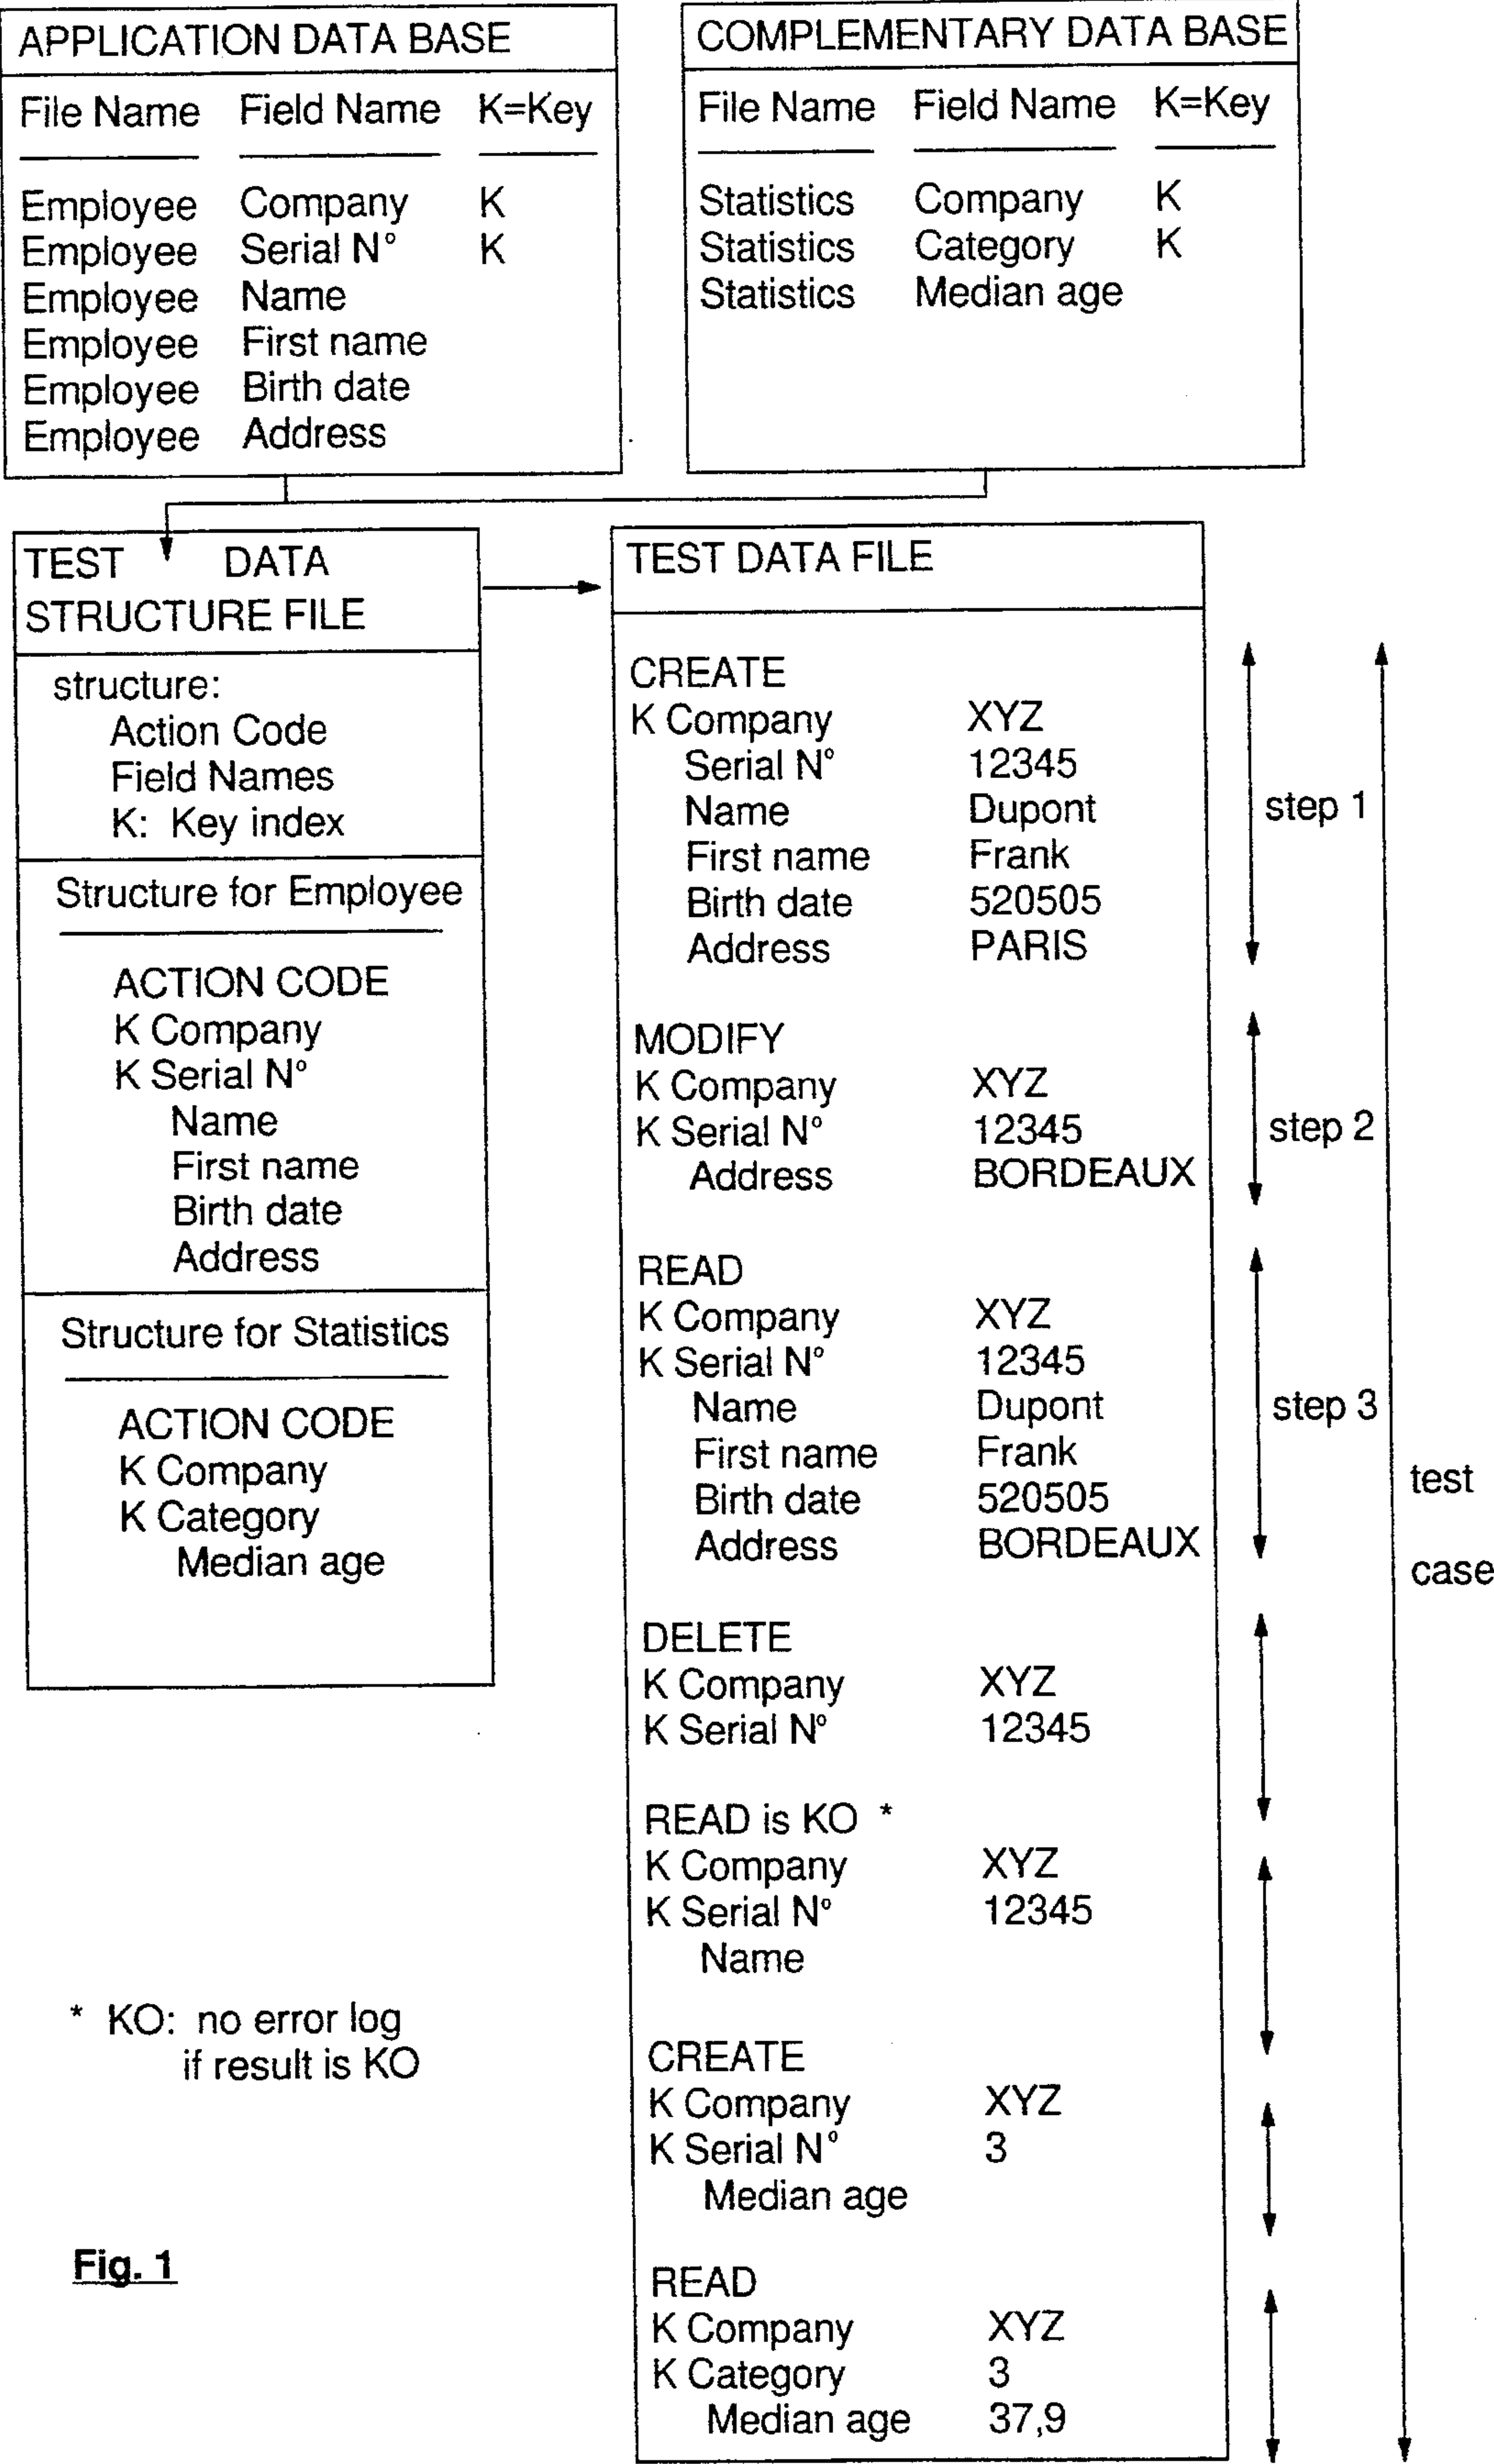 APPLICATION DATA BASE
File Name Field Name K=Key
Employee Company K
Employee Serial N° K
Employee Name
Employee First name
Employee Birth date
Employee Address
COMPLEMENTARY DATA BASE
File Name Field Name K=Key
Statistics Company K
Statistics Category K
Statistics Median age
TEST DATA
STRUCTURE FILE
structure:
Action Code
Field Names
K: Key index
Structure for Employee
ACTION CODE
K Company
K Serial N°
Name
First name
Birth date
Address
Structure for Statistics
ACTION CODE
K Company
K Category
Median age
TEST DATA FILE
CREATE
K Company XYZ
Serial N° 12345
Name Dupont
First name Frank
Birth date 520505
Address PARIS
step 1
MODIFY
K Company XYZ
K Serial N° 12345
Address BORDEAUX
step 2
READ
K Company XYZ
K Serial N° 12345
Name Dupont
First name Frank
Birth date 520505
Address BORDEAUX
step 3
DELETE
K Company XYZ
K Serial N° 12345
READ is KO *
K Company XYZ
K Serial N° 12345
Name
CREATE
K Company XYZ
K Serial N° 3
Median age
READ
K Company XYZ
K Category 3
Median age 37,9
test
case
* KO: no error log
if result is KO
Fig. 1